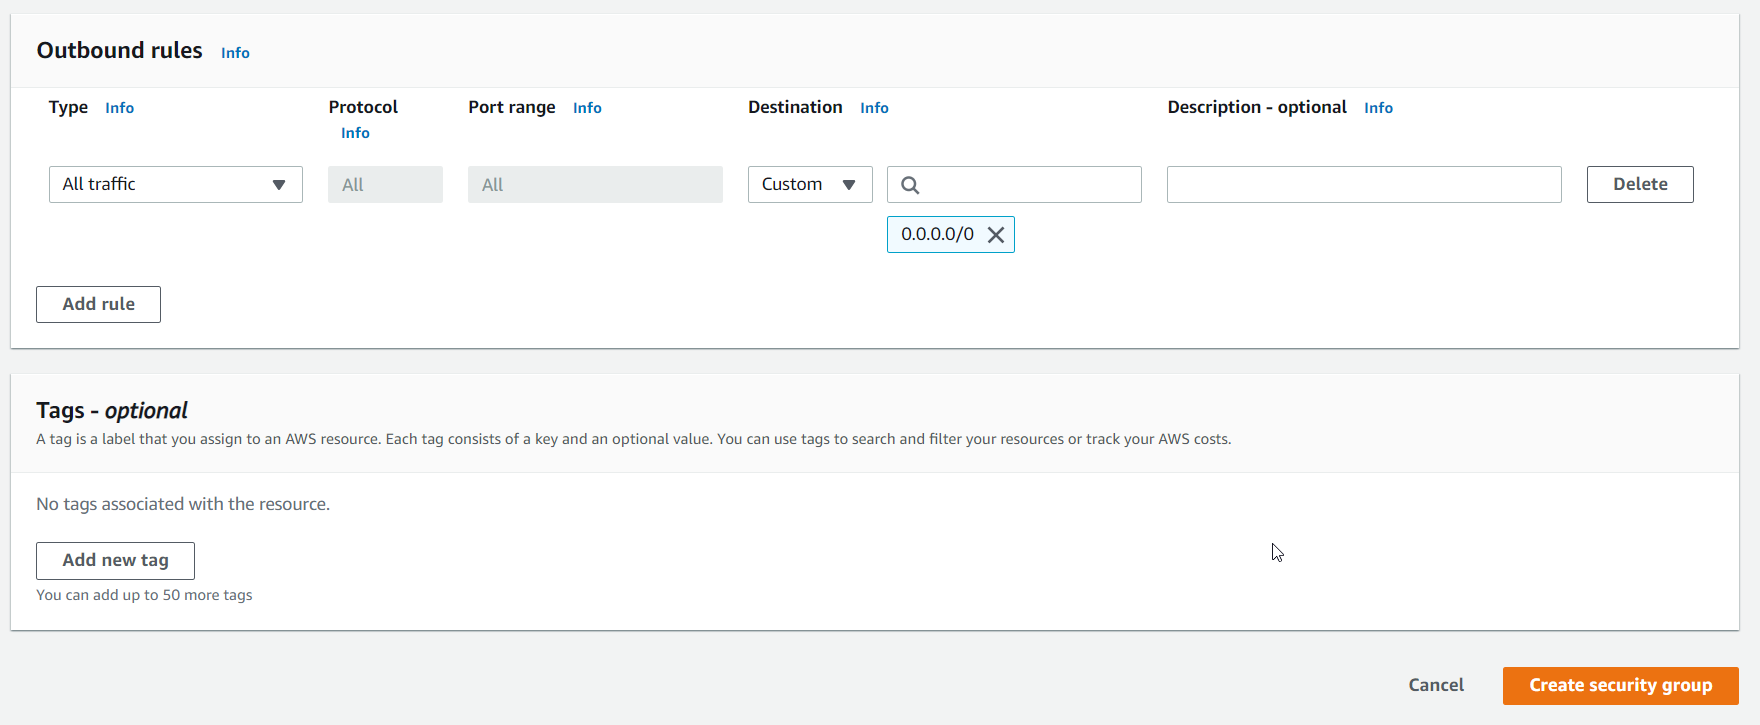 Outbound rules Info
Type Info Protocol Info Port range Info Destination Info Description - optional Info
All traffic All All Custom Delete
0.0.0.0/0
Add rule
Tags - optional
A tag is a label that you assign to an AWS resource. Each tag consists of a key and an optional value. You can use tags to search and filter your resources or track your AWS costs.
No tags associated with the resource.
Add new tag
You can add up to 50 more tags
Cancel Create security group